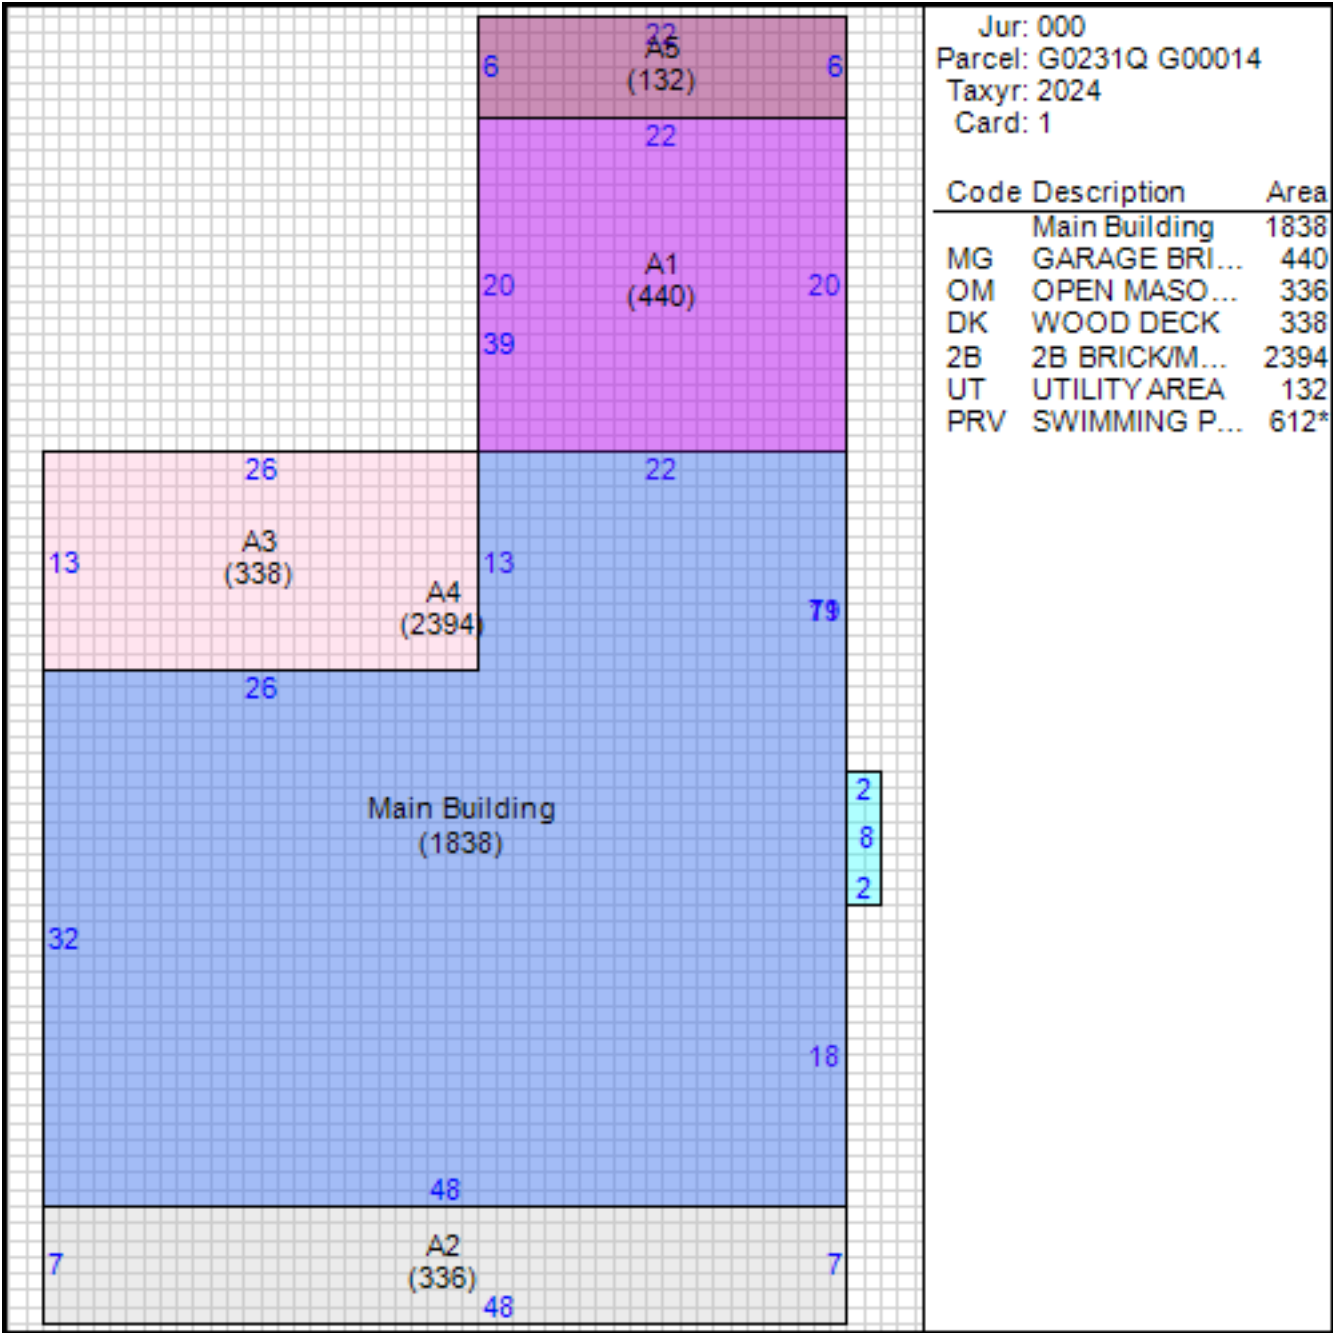 22
A5
6
6
(132)
22
A1
20
20
(440)
39
26
22
A3
13
13
(338)
A4
(2394)
26
2
Main Building
8
(1838)
2
32
18
48
A2
7
7
(336)
48
Jur: 000
Parcel: G0231Q G00014
Taxyr: 2024
Card: 1
Code Description Area
Main Building 1838
MG GARAGE BRI... 440
OM OPEN MASO... 336
DK WOOD DECK 338
2B 2B BRICK/M... 2394
UT UTILITY AREA 132
PRV SWIMMING P... 612*